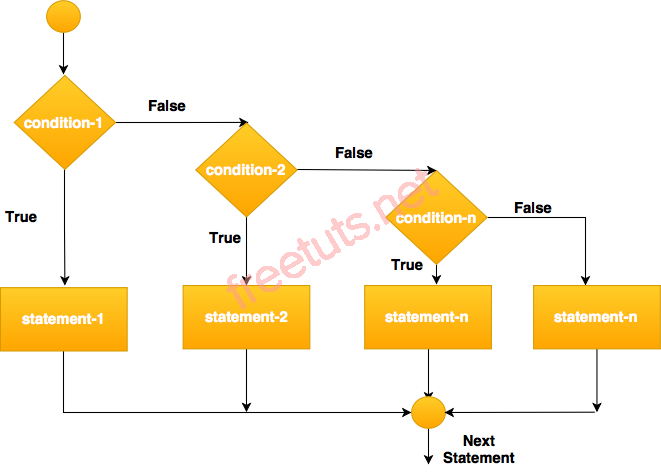 condition-1
False
condition-2
False
condition-n
False
True
True
True
statement-1
statement-2
statement-n
statement-n
Next
Statement
freetuts.net